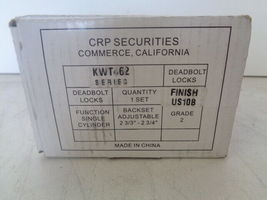 CRP SECURITIES
COMMERCE, CALIFORNIA
KWT-62
SERIES
DEADBOLT
LOCKS
DEADBOLT
LOCKS
QUANTITY
1 SET
FINISH
US10B
FUNCTION
SINGLE
CYLINDER
BACKSET
ADJUSTABLE
2 3/3" - 2 3/4"
GRADE
2
MADE IN CHINA